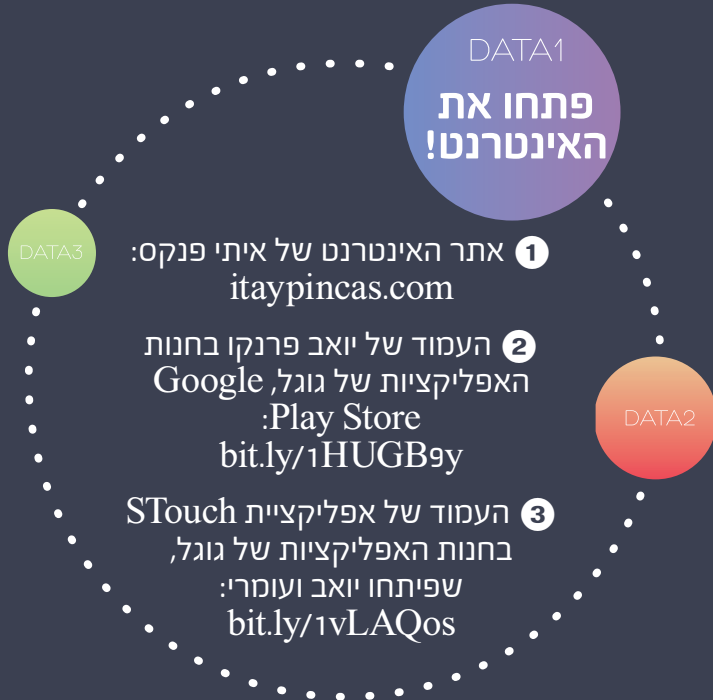 DATA1
פתחו את
האינטרנט!
DATA3
1 אתר האינטרנט של איתי פנקס:
itaypincas.com
2 העמוד של יואב פרנקו בחנות
האפליקציות של גוגל, Google
Play Store:
bit.ly/1HUGB9y
DATA2
3 העמוד של אפליקציית STouch
בחנות האפליקציות של גוגל,
שפיתחו יואב ועומרי:
bit.ly/1vLAQos